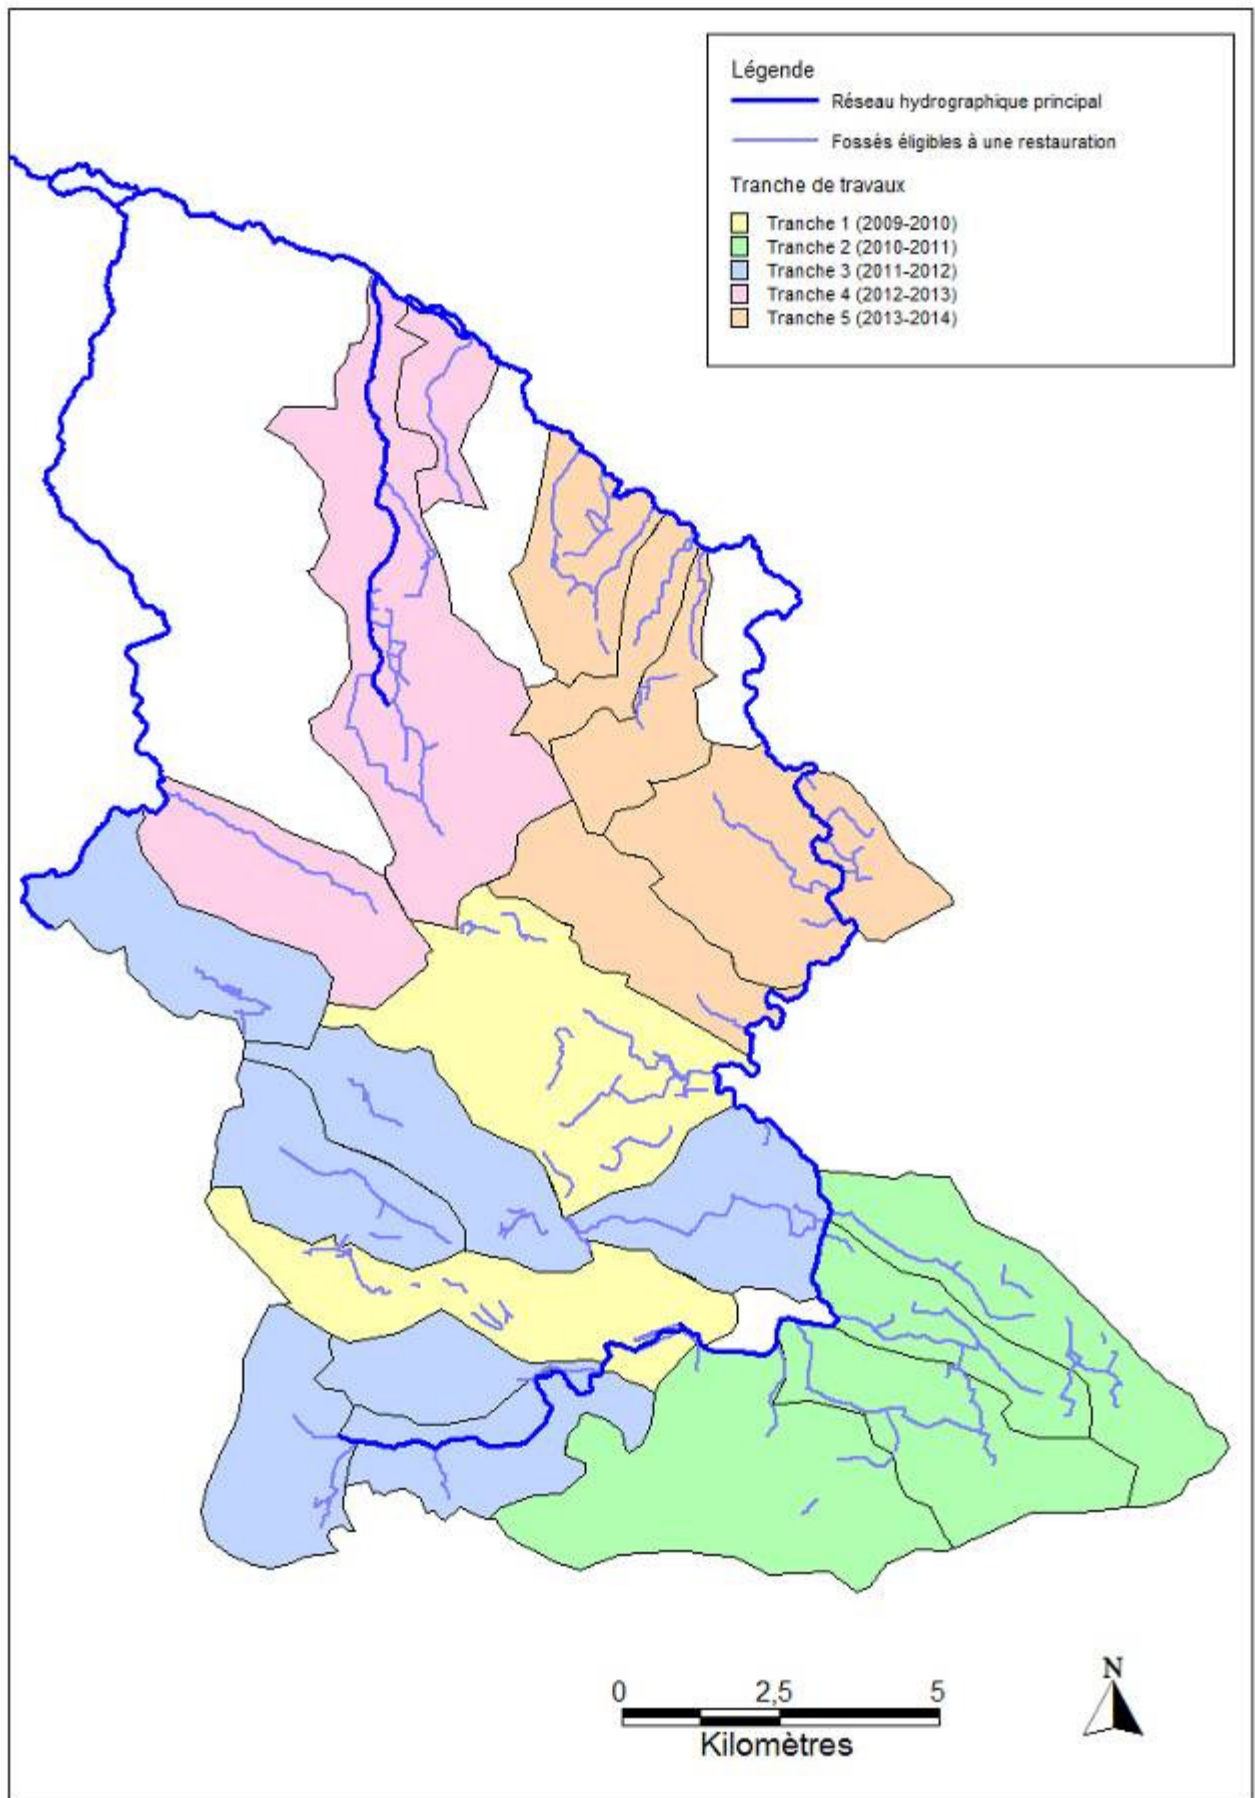 Légende
Réseau hydrographique principal
Fossés éligibles à une restauration
Tranche de travaux
Tranche 1 (2009-2010)
Tranche 2 (2010-2011)
Tranche 3 (2011-2012)
Tranche 4 (2012-2013)
Tranche 5 (2013-2014)
N
0 2,5 5
Kilomètres